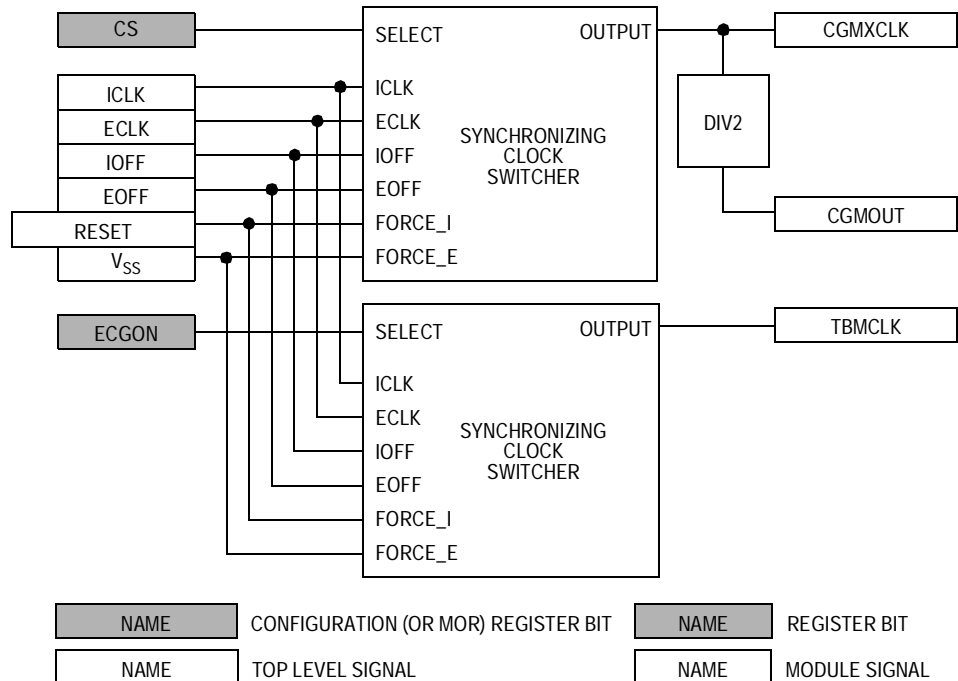 CS
SELECT
OUTPUT
CGMXCLK
ICLK
ICLK
ECLK
ECLK
IOFF
IOFF
EOFF
EOFF
RESET
FORCE_I
VSS
FORCE_E
SYNCHRONIZING
CLOCK
SWITCHER
DIV2
CGMOUT
ECGON
SELECT
OUTPUT
TBMCLK
ICLK
ECLK
IOFF
EOFF
FORCE_I
FORCE_E
SYNCHRONIZING
CLOCK
SWITCHER
NAME CONFIGURATION (OR MOR) REGISTER BIT
NAME REGISTER BIT
NAME TOP LEVEL SIGNAL
NAME MODULE SIGNAL